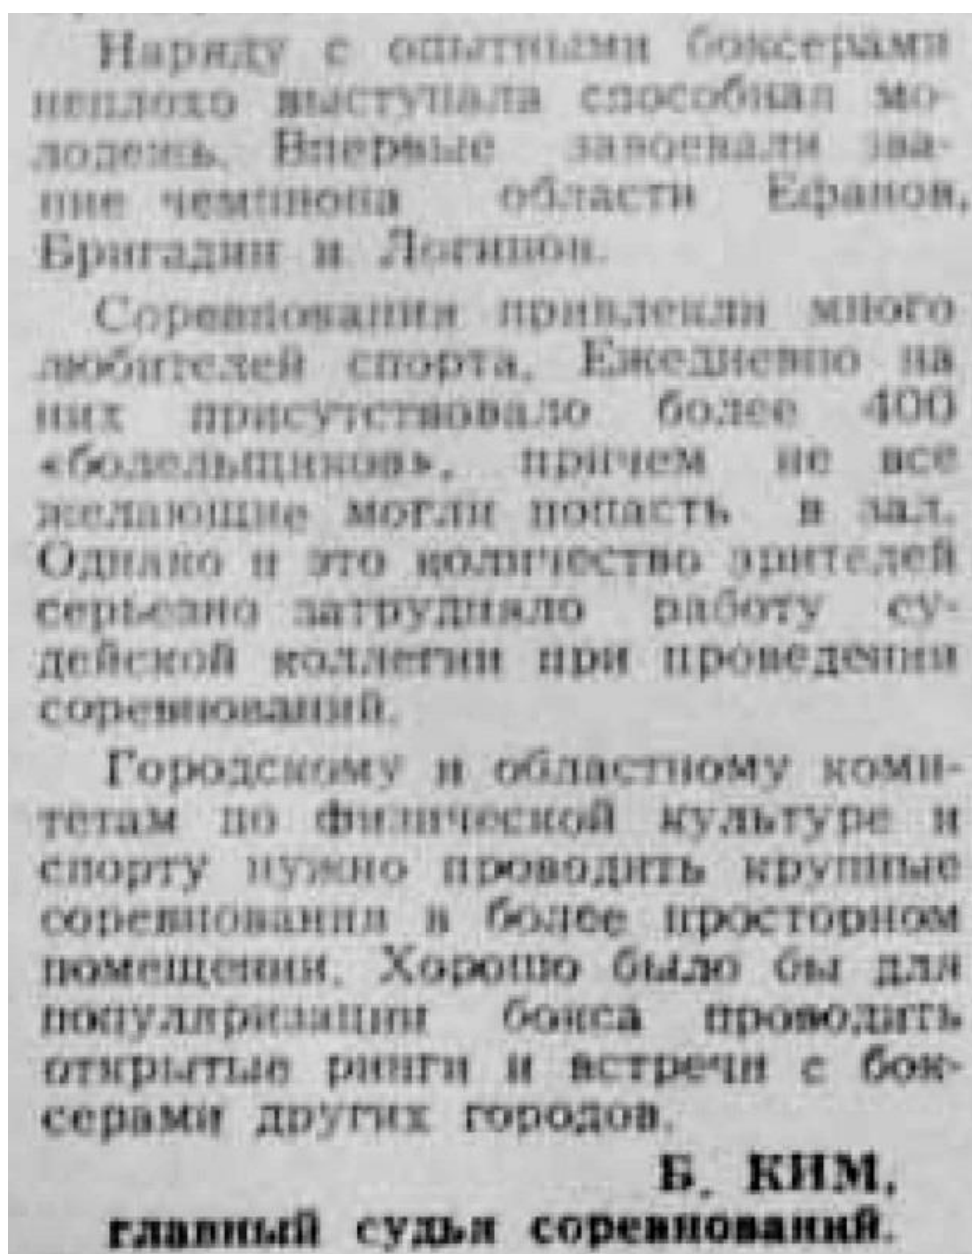 Наряду с опытными боксерами
неплохо выступала способная мо-
лодежь. Впервые завоевали зва-
ние чемпиона области Ефанов,
Бригадин и Логинов.
Соревнования привлекли много
любителей спорта. Ежедневно на
них присутствовало более 400
«болельщиков», причем не все
желающие могли попасть в зал.
Однако и это количество зрителей
серьезно затрудняло работу су-
дейской коллегии при проведении
соревнований.
Городскому и областному коми-
тетам по физической культуре и
спорту нужно проводить крупные
соревнования в более просторном
помещении. Хорошо было бы для
популяризации бокса проводить
открытые ринги и встречи с бок-
серами других городов.
Б. КИМ,
главный судья соревнований.